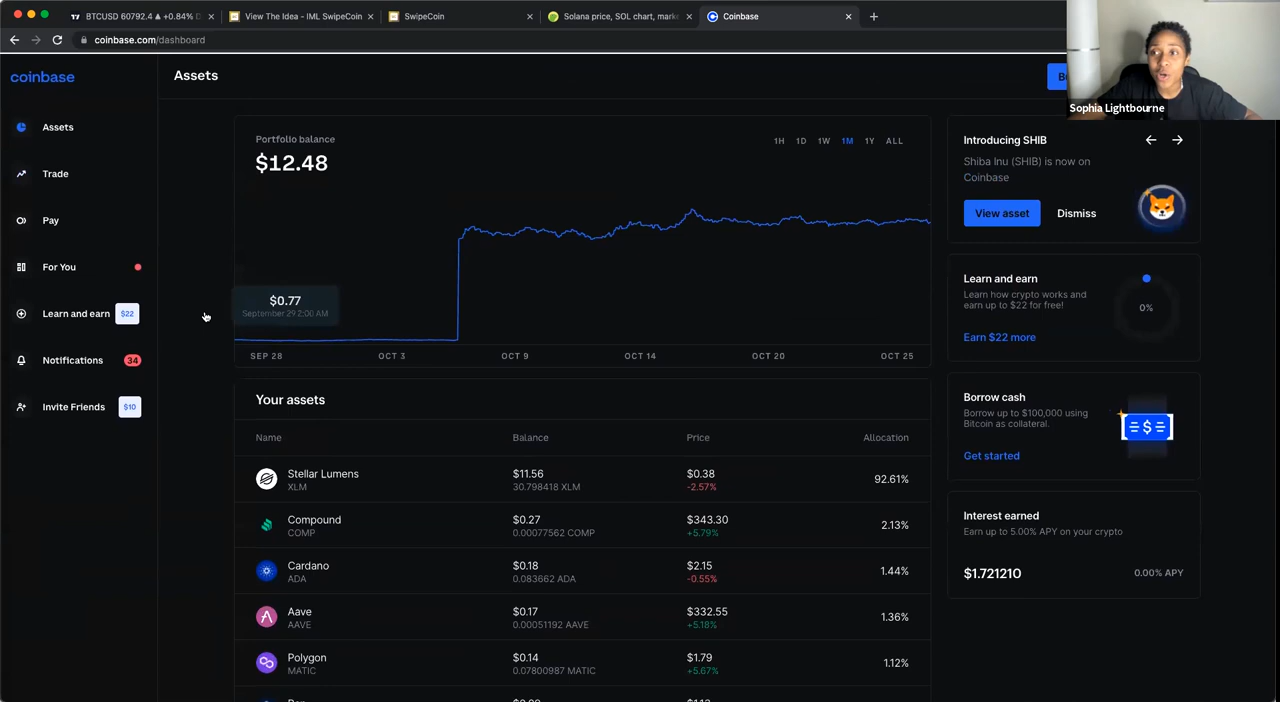 BTCUSD 60792.4 ▲ +0.84%
View The Idea - IML SwipeCoin
SwipeCoin
Solana price, SOL chart, marke
Coinbase
coinbase.com/dashboard
coinbase
Assets
Sophia Lightbourne
Assets
Trade
Pay
For You
Learn and earn $22
Notifications 34
Invite Friends $10
Portfolio balance
$12.48
1H 1D 1W 1M 1Y ALL
$0.77
September 29 2:00 AM
SEP 28 OCT 3 OCT 9 OCT 14 OCT 20 OCT 25
Your assets
Name Balance Price Allocation
Stellar Lumens $11.56 $0.38 92.61%
XLM 30.798418 XLM -2.57%
Compound $0.27 $343.30 2.13%
COMP 0.00077562 COMP +5.79%
Cardano $0.18 $2.15 1.44%
ADA 0.083662 ADA -0.55%
Aave $0.17 $332.55 1.36%
AAVE 0.00051192 AAVE +5.18%
Polygon $0.14 $1.79 1.12%
MATIC 0.07800987 MATIC +5.67%
Introducing SHIB
Shiba Inu (SHIB) is now on
Coinbase
View asset Dismiss
Learn and earn
Learn how crypto works and
earn up to $22 for free!
0%
Earn $22 more
Borrow cash
Borrow up to $100,000 using
Bitcoin as collateral.
Get started
Interest earned
Earn up to 5.00% APY on your crypto
$1.721210 0.00% APY